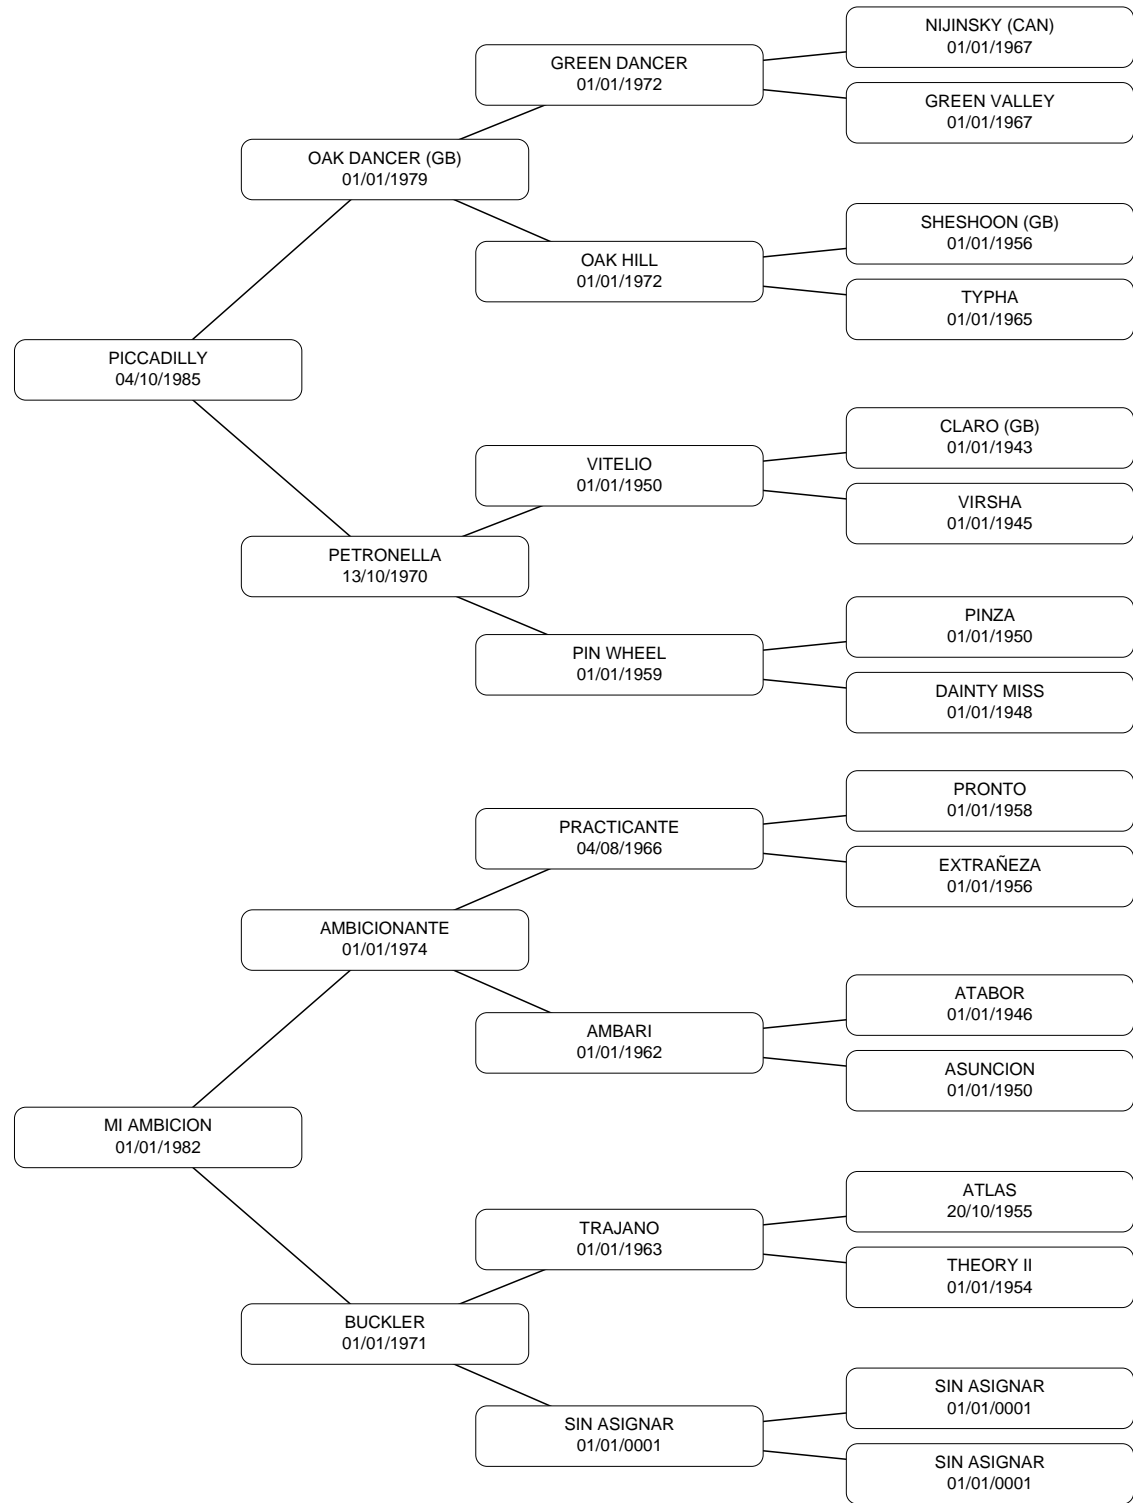 NIJINSKY (CAN)
01/01/1967
GREEN DANCER
01/01/1972
GREEN VALLEY
01/01/1967
OAK DANCER (GB)
01/01/1979
SHESHOON (GB)
01/01/1956
OAK HILL
01/01/1972
TYPHA
01/01/1965
PICCADILLY
04/10/1985
CLARO (GB)
01/01/1943
VITELIO
01/01/1950
VIRSHA
01/01/1945
PETRONELLA
13/10/1970
PINZA
01/01/1950
PIN WHEEL
01/01/1959
DAINTY MISS
01/01/1948
PRONTO
01/01/1958
PRACTICANTE
04/08/1966
EXTRAÑEZA
01/01/1956
AMBICIONANTE
01/01/1974
ATABOR
01/01/1946
AMBARI
01/01/1962
ASUNCION
01/01/1950
MI AMBICION
01/01/1982
ATLAS
20/10/1955
TRAJANO
01/01/1963
THEORY II
01/01/1954
BUCKLER
01/01/1971
SIN ASIGNAR
01/01/0001
SIN ASIGNAR
01/01/0001
SIN ASIGNAR
01/01/0001